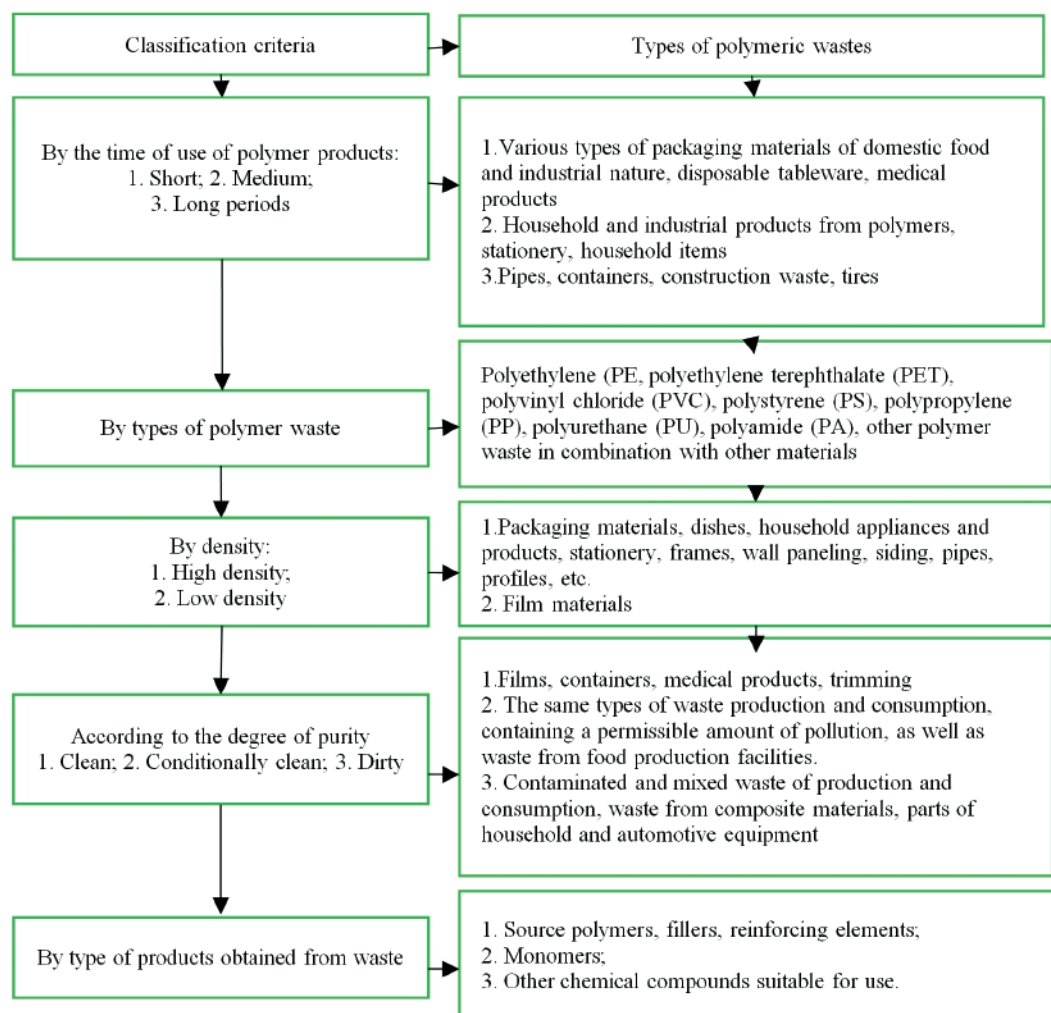 Classification criteria
Types of polymeric wastes
By the time of use of polymer products:
1. Short; 2. Medium;
3. Long periods
1.Various types of packaging materials of domestic food
and industrial nature, disposable tableware, medical
products
2. Household and industrial products from polymers,
stationery, household items
3.Pipes, containers, construction waste, tires
By types of polymer waste
Polyethylene (PE, polyethylene terephthalate (PET),
polyvinyl chloride (PVC), polystyrene (PS), polypropylene
(PP), polyurethane (PU), polyamide (PA), other polymer
waste in combination with other materials
By density:
1. High density;
2. Low density
1.Packaging materials, dishes, household appliances and
products, stationery, frames, wall paneling, siding, pipes,
profiles, etc.
2. Film materials
According to the degree of purity
1. Clean; 2. Conditionally clean; 3. Dirty
1.Films, containers, medical products, trimming
2. The same types of waste production and consumption,
containing a permissible amount of pollution, as well as
waste from food production facilities.
3. Contaminated and mixed waste of production and
consumption, waste from composite materials, parts of
household and automotive equipment
By type of products obtained from waste
1. Source polymers, fillers, reinforcing elements;
2. Monomers;
3. Other chemical compounds suitable for use.